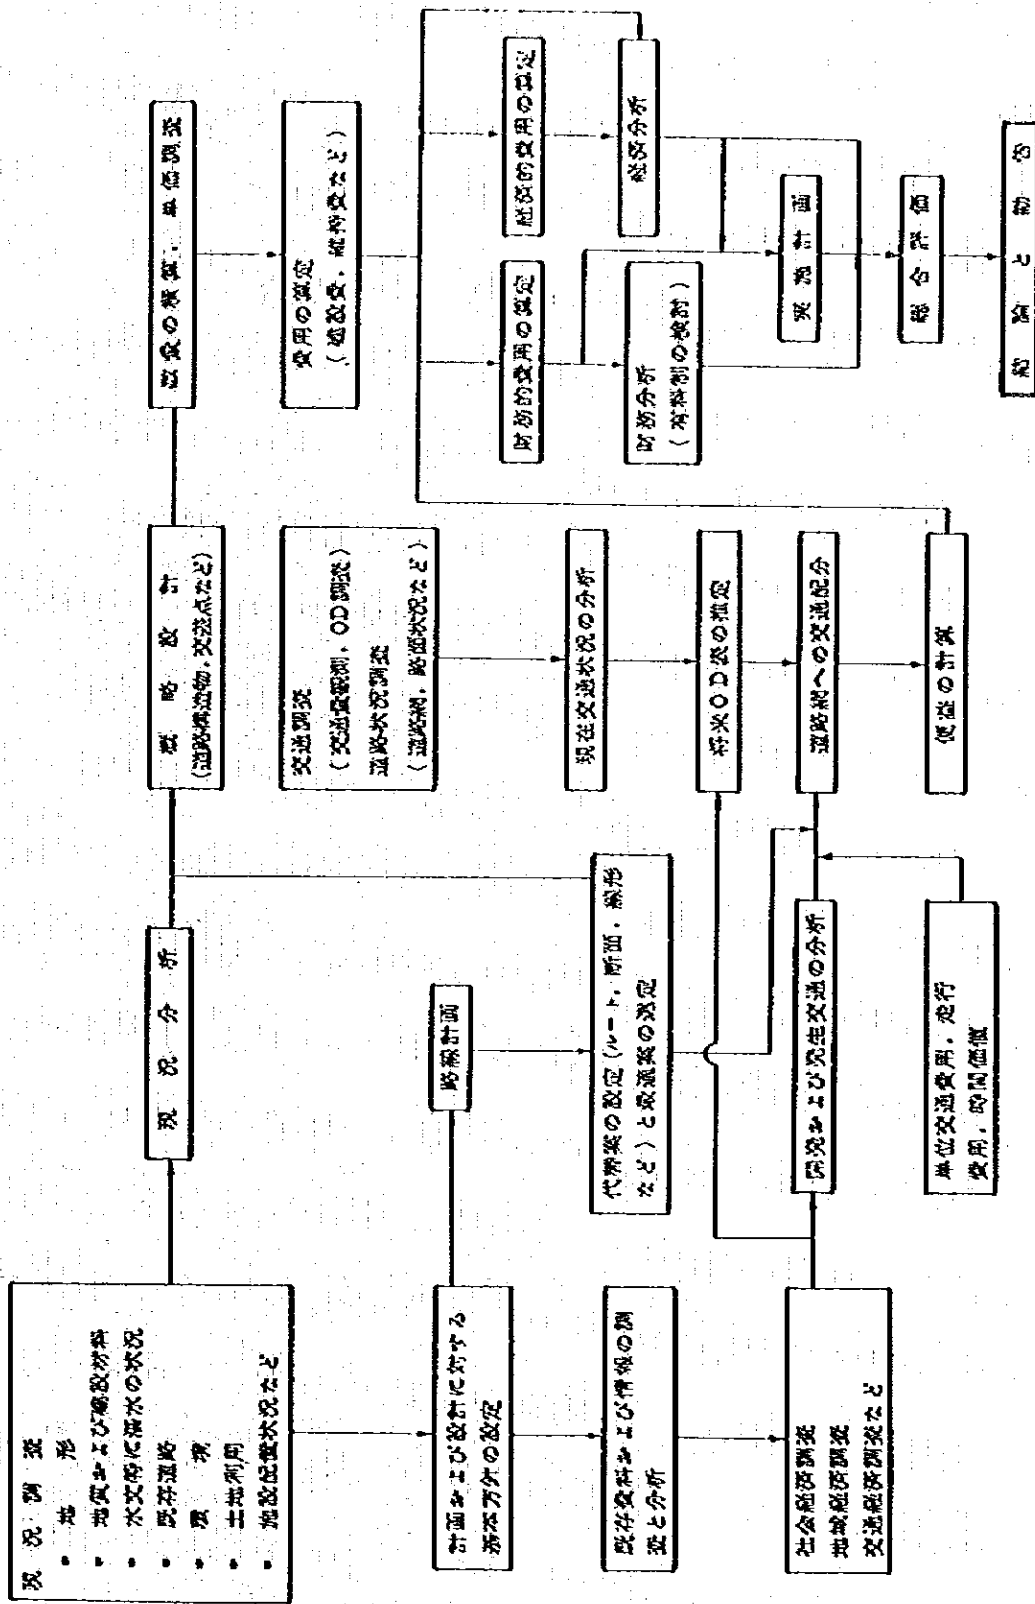 現況調査
・地形
・地質および建設材料
・水文特に洪水の状況
・既存道路
・環境
・土地利用
・施設配置状況など
計画および設計に対する
基本方針の設定
既存資料および情報の調
査と分析
社会経済調査
地域経済調査
交通経済調査など
現況分析
路線計画
代替案の設定(ルート,断面,線形
など)と最適案の選定
開発および発生交通の分析
単位交通費用,走行
費用,時間価値
概略設計
(道路構造物,交差点など)
交通調査
(交通量観測,OD調査)
道路状況調査
(道路網,路面状況など)
現在交通状況の分析
将来OD表の推定
道路網への交通配分
便益の計算
数量の積算,単価調査
費用の算定
(建設費,維持費など)
財務的費用の算定
経済的費用の算定
財務分析
(有料制の検討)
経済分析
実施計画
総合評価
結論と勧告